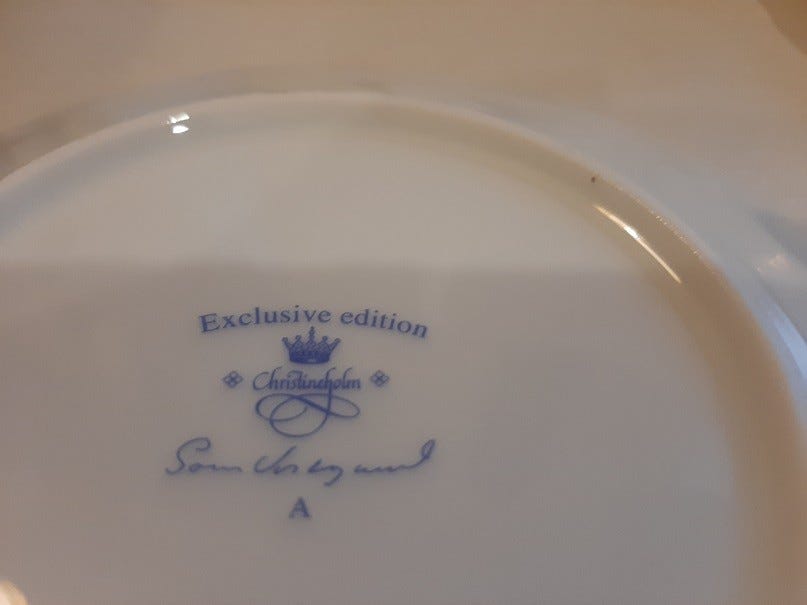 Exclusive edition
Christineholm
A